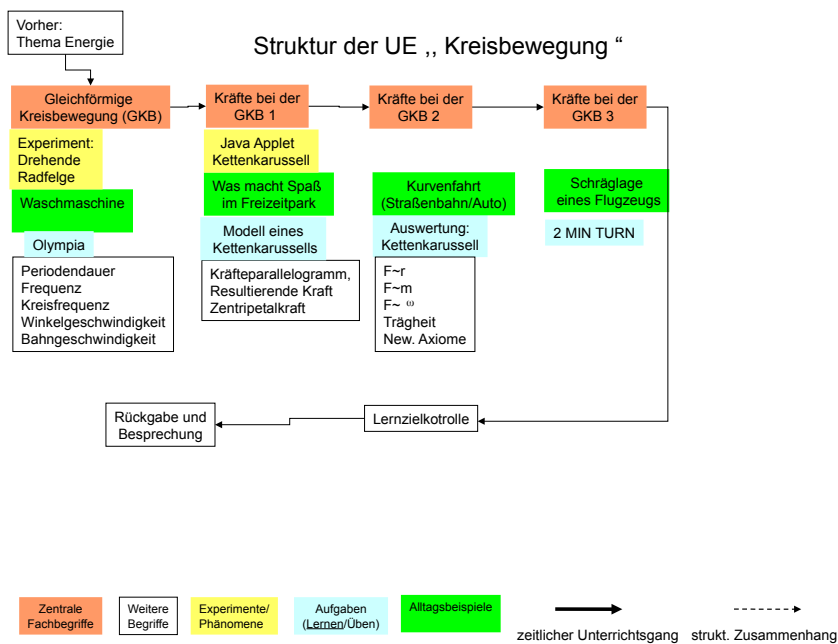 Vorher:
Thema Energie
Struktur der UE ,, Kreisbewegung “
Gleichförmige
Kreisbewegung (GKB)
Kräfte bei der
GKB 1
Kräfte bei der
GKB 2
Kräfte bei der
GKB 3
Experiment:
Drehende
Radfelge
Java Applet
Kettenkarussell
Waschmaschine
Was macht Spaß
im Freizeitpark
Kurvenfahrt
(Straßenbahn/Auto)
Schräglage
eines Flugzeugs
Olympia
Modell eines
Kettenkarussells
Auswertung:
Kettenkarussell
2 MIN TURN
Periodendauer
Frequenz
Kreisfrequenz
Winkelgeschwindigkeit
Bahngeschwindigkeit
Kräfteparallelogramm,
Resultierende Kraft
Zentripetalkraft
F~r
F~m
F~ ω
Trägheit
New. Axiome
Rückgabe und
Besprechung
Lernzielkotrolle
Zentrale
Fachbegriffe
Weitere
Begriffe
Experimente/
Phänomene
Aufgaben
(Lernen/Üben)
Alltagsbeispiele
zeitlicher Unterrichtsgang
strukt. Zusammenhang